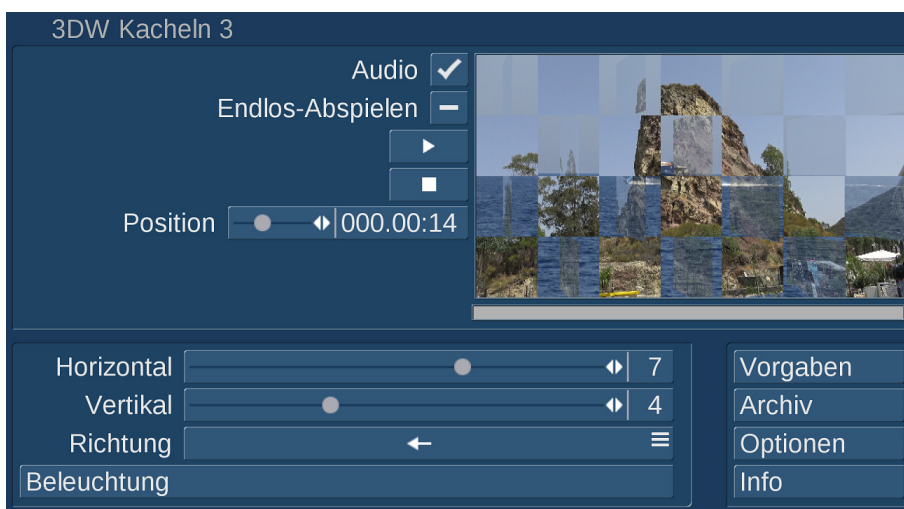 3DW Kacheln 3
Audio
Endlos-Abspielen
Position 000.00:14
Horizontal 7
Vertikal 4
Richtung
Beleuchtung
Vorgaben
Archiv
Optionen
Info